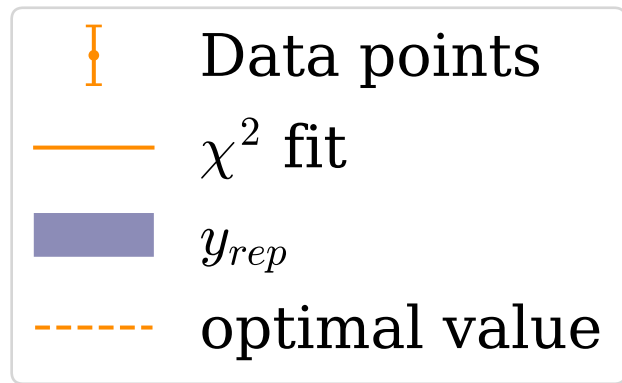 Data points
χ² fit
y_rep
optimal value